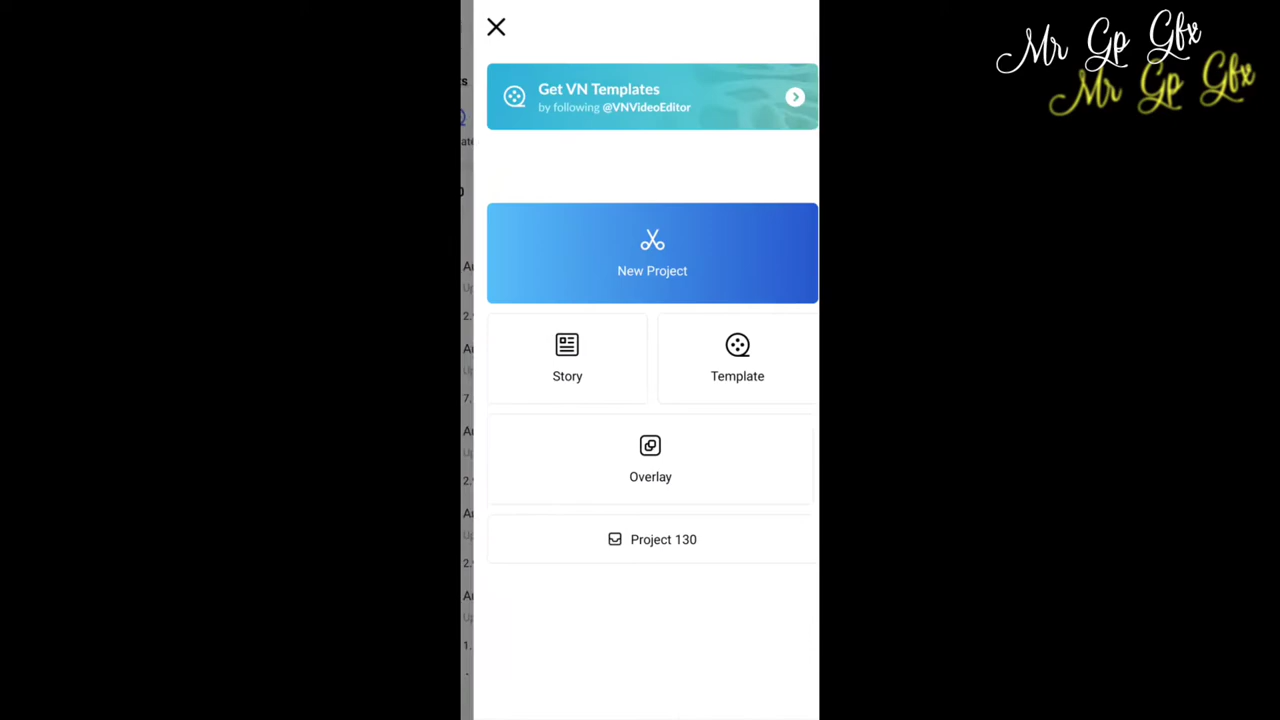 Mr Gp Gfx
Mr Gp Gfx
Get VN Templates
by following @VNVideoEditor
New Project
Story
Template
Overlay
Project 130